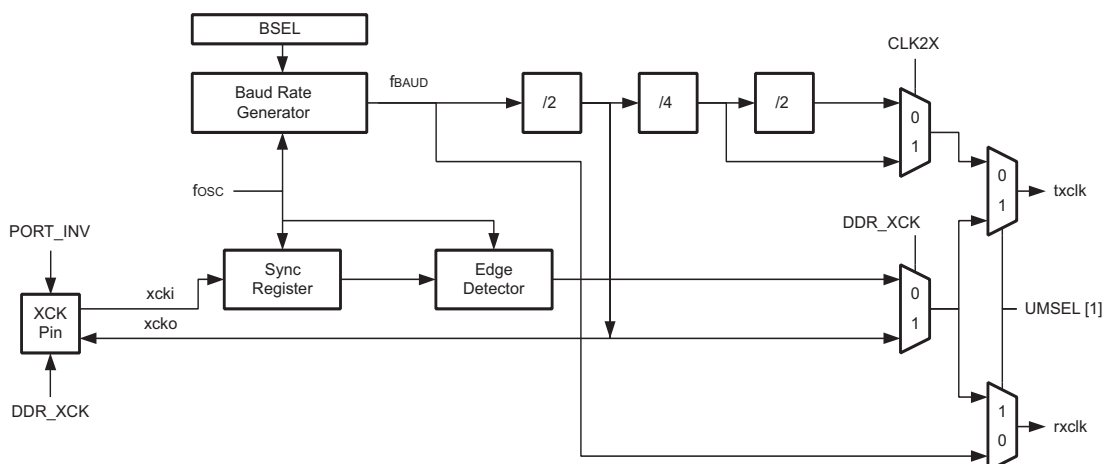 BSEL
CLK2X
Baud Rate
Generator
fBAUD
/2
/4
/2
0
1
fOSC
0
1
txclk
PORT_INV
DDR_XCK
Sync
Register
Edge
Detector
xcki
XCK
Pin
xcko
0
1
UMSEL [1]
DDR_XCK
1
0
rxclk